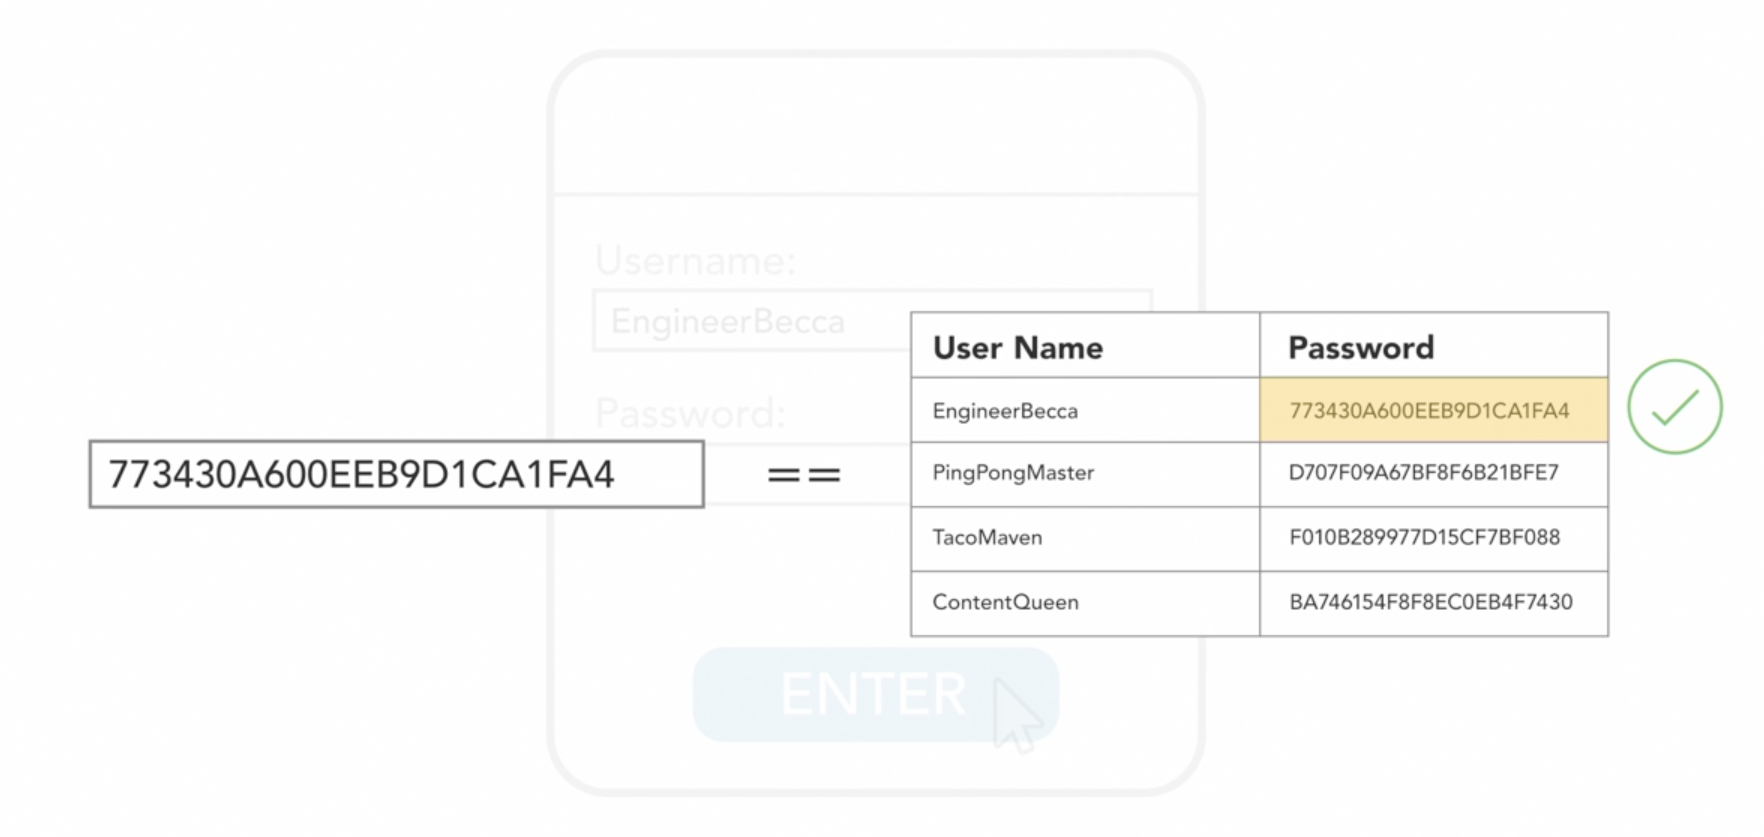 Username:
EngineerBecca
Password:
773430A600EEB9D1CA1FA4
==
User Name Password
EngineerBecca 773430A600EEB9D1CA1FA4
PingPongMaster D707F09A67BF8F6B21BFE7
TacoMaven F010B289977D15CF7BF088
ContentQueen BA746154F8F8EC0EB4F7430
ENTER